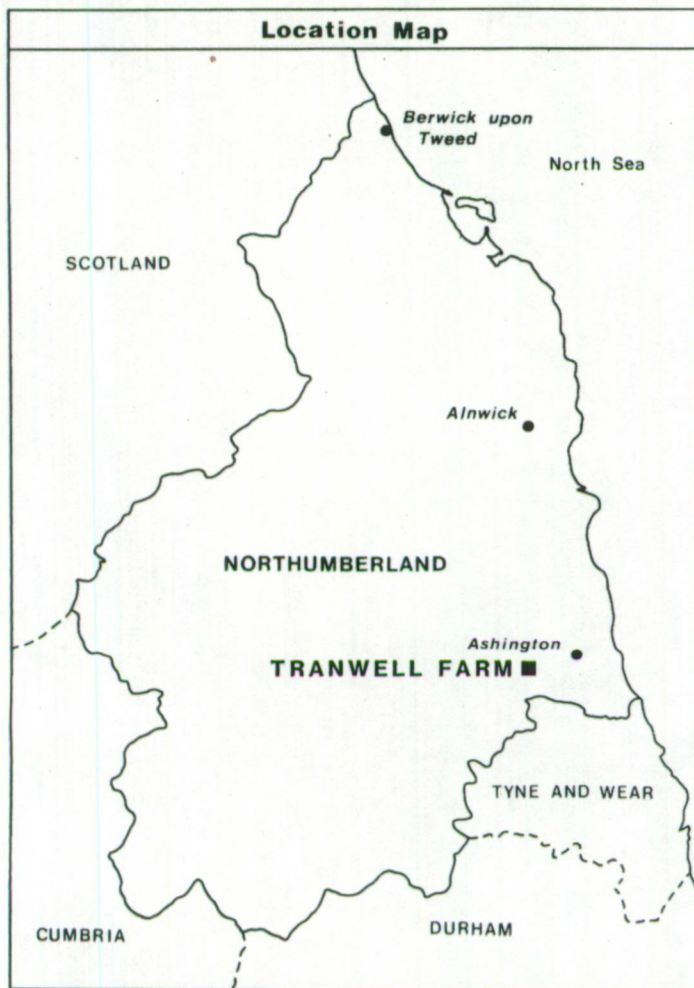 Location Map
Berwick upon
Tweed
North Sea
SCOTLAND
Alnwick
NORTHUMBERLAND
Ashington
TRANWELL FARM
TYNE AND WEAR
CUMBRIA
DURHAM